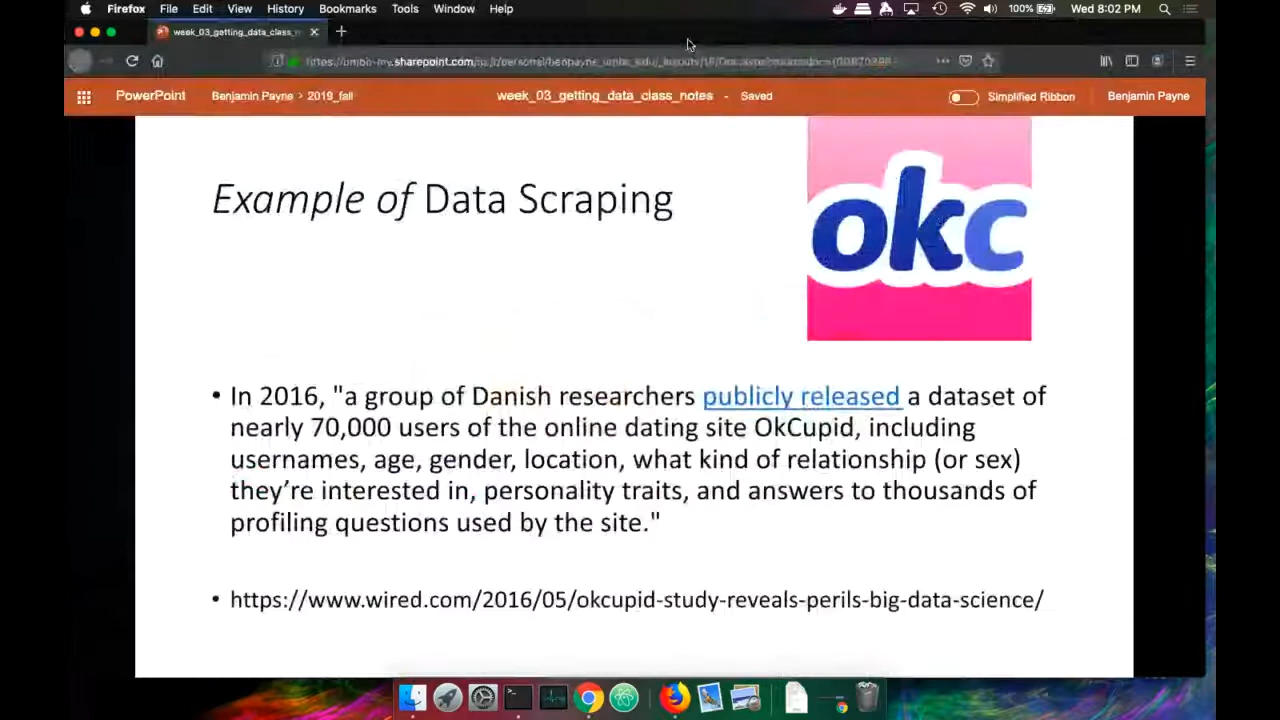 Firefox File Edit View History Bookmarks Tools Window Help 100% Wed 8:02 PM
week_03_getting_data_class_n
sharepoint.com
PowerPoint Benjamin Payne > 2019_fall week_03_getting_data_class_notes - Saved Simplified Ribbon Benjamin Payne
Example of Data Scraping
okc
• In 2016, "a group of Danish researchers publicly released a dataset of
nearly 70,000 users of the online dating site OkCupid, including
usernames, age, gender, location, what kind of relationship (or sex)
they’re interested in, personality traits, and answers to thousands of
profiling questions used by the site."
• https://www.wired.com/2016/05/okcupid-study-reveals-perils-big-data-science/